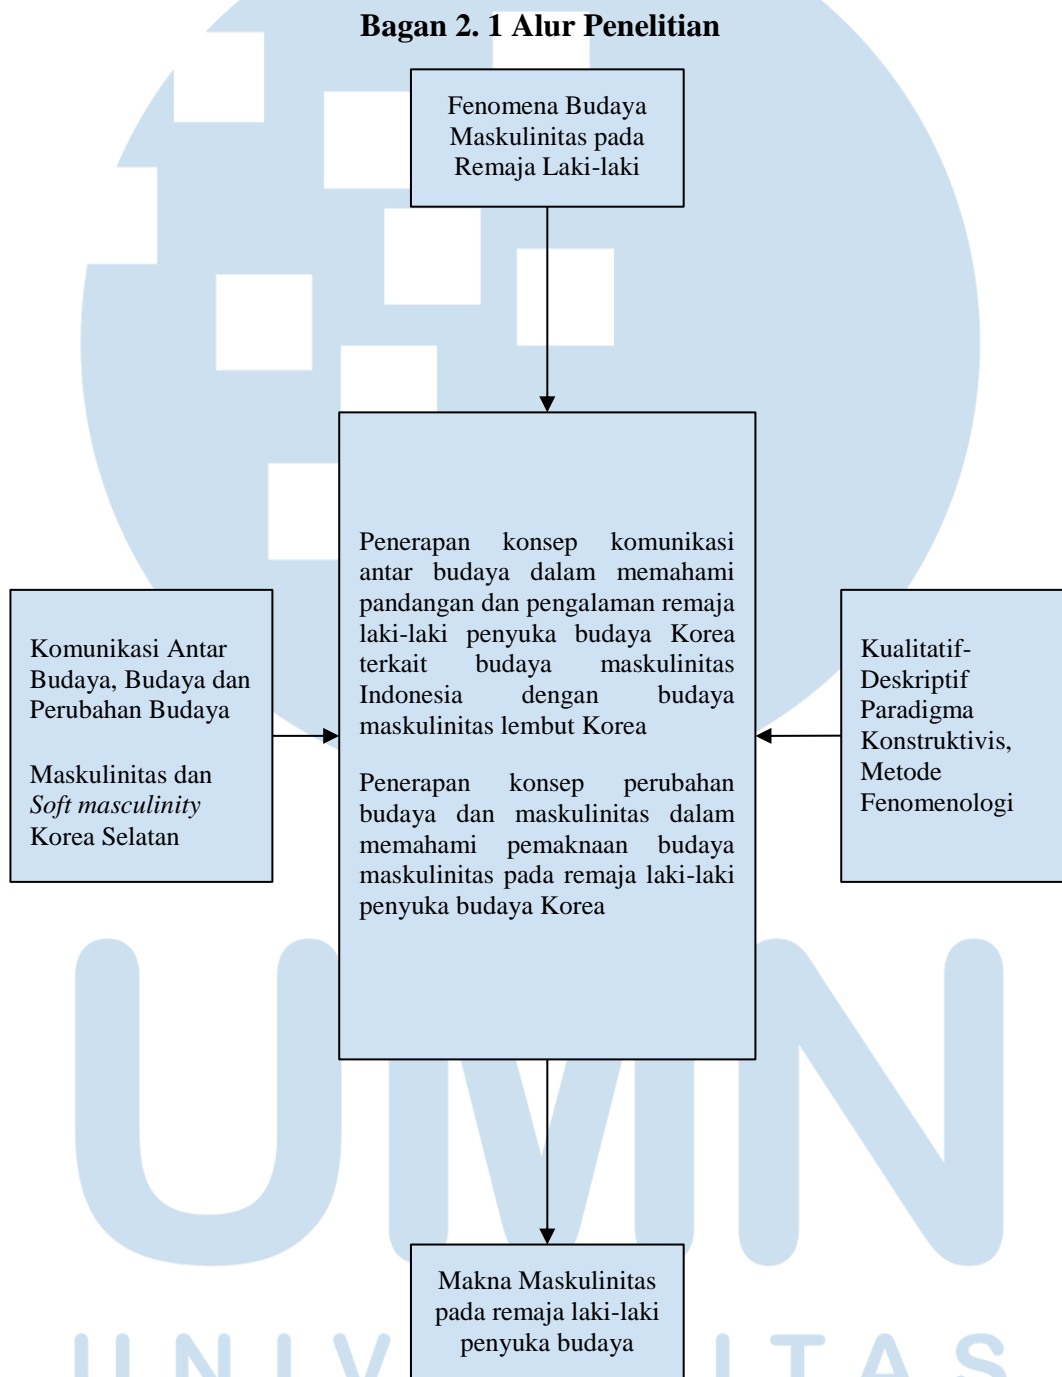 Bagan 2. 1 Alur Penelitian
Fenomena Budaya
Maskulinitas pada
Remaja Laki-laki
Komunikasi Antar
Budaya, Budaya dan
Perubahan Budaya
Maskulinitas dan
Soft masculinity
Korea Selatan
Penerapan konsep komunikasi
antar budaya dalam memahami
pandangan dan pengalaman remaja
laki-laki penyuka budaya Korea
terkait budaya maskulinitas
Indonesia dengan budaya
maskulinitas lembut Korea
Penerapan konsep perubahan
budaya dan maskulinitas dalam
memahami pemaknaan budaya
maskulinitas pada remaja laki-laki
penyuka budaya Korea
Kualitatif-
Deskriptif
Paradigma
Konstruktivis,
Metode
Fenomenologi
UMN
Makna Maskulinitas
pada remaja laki-laki
penyuka budaya